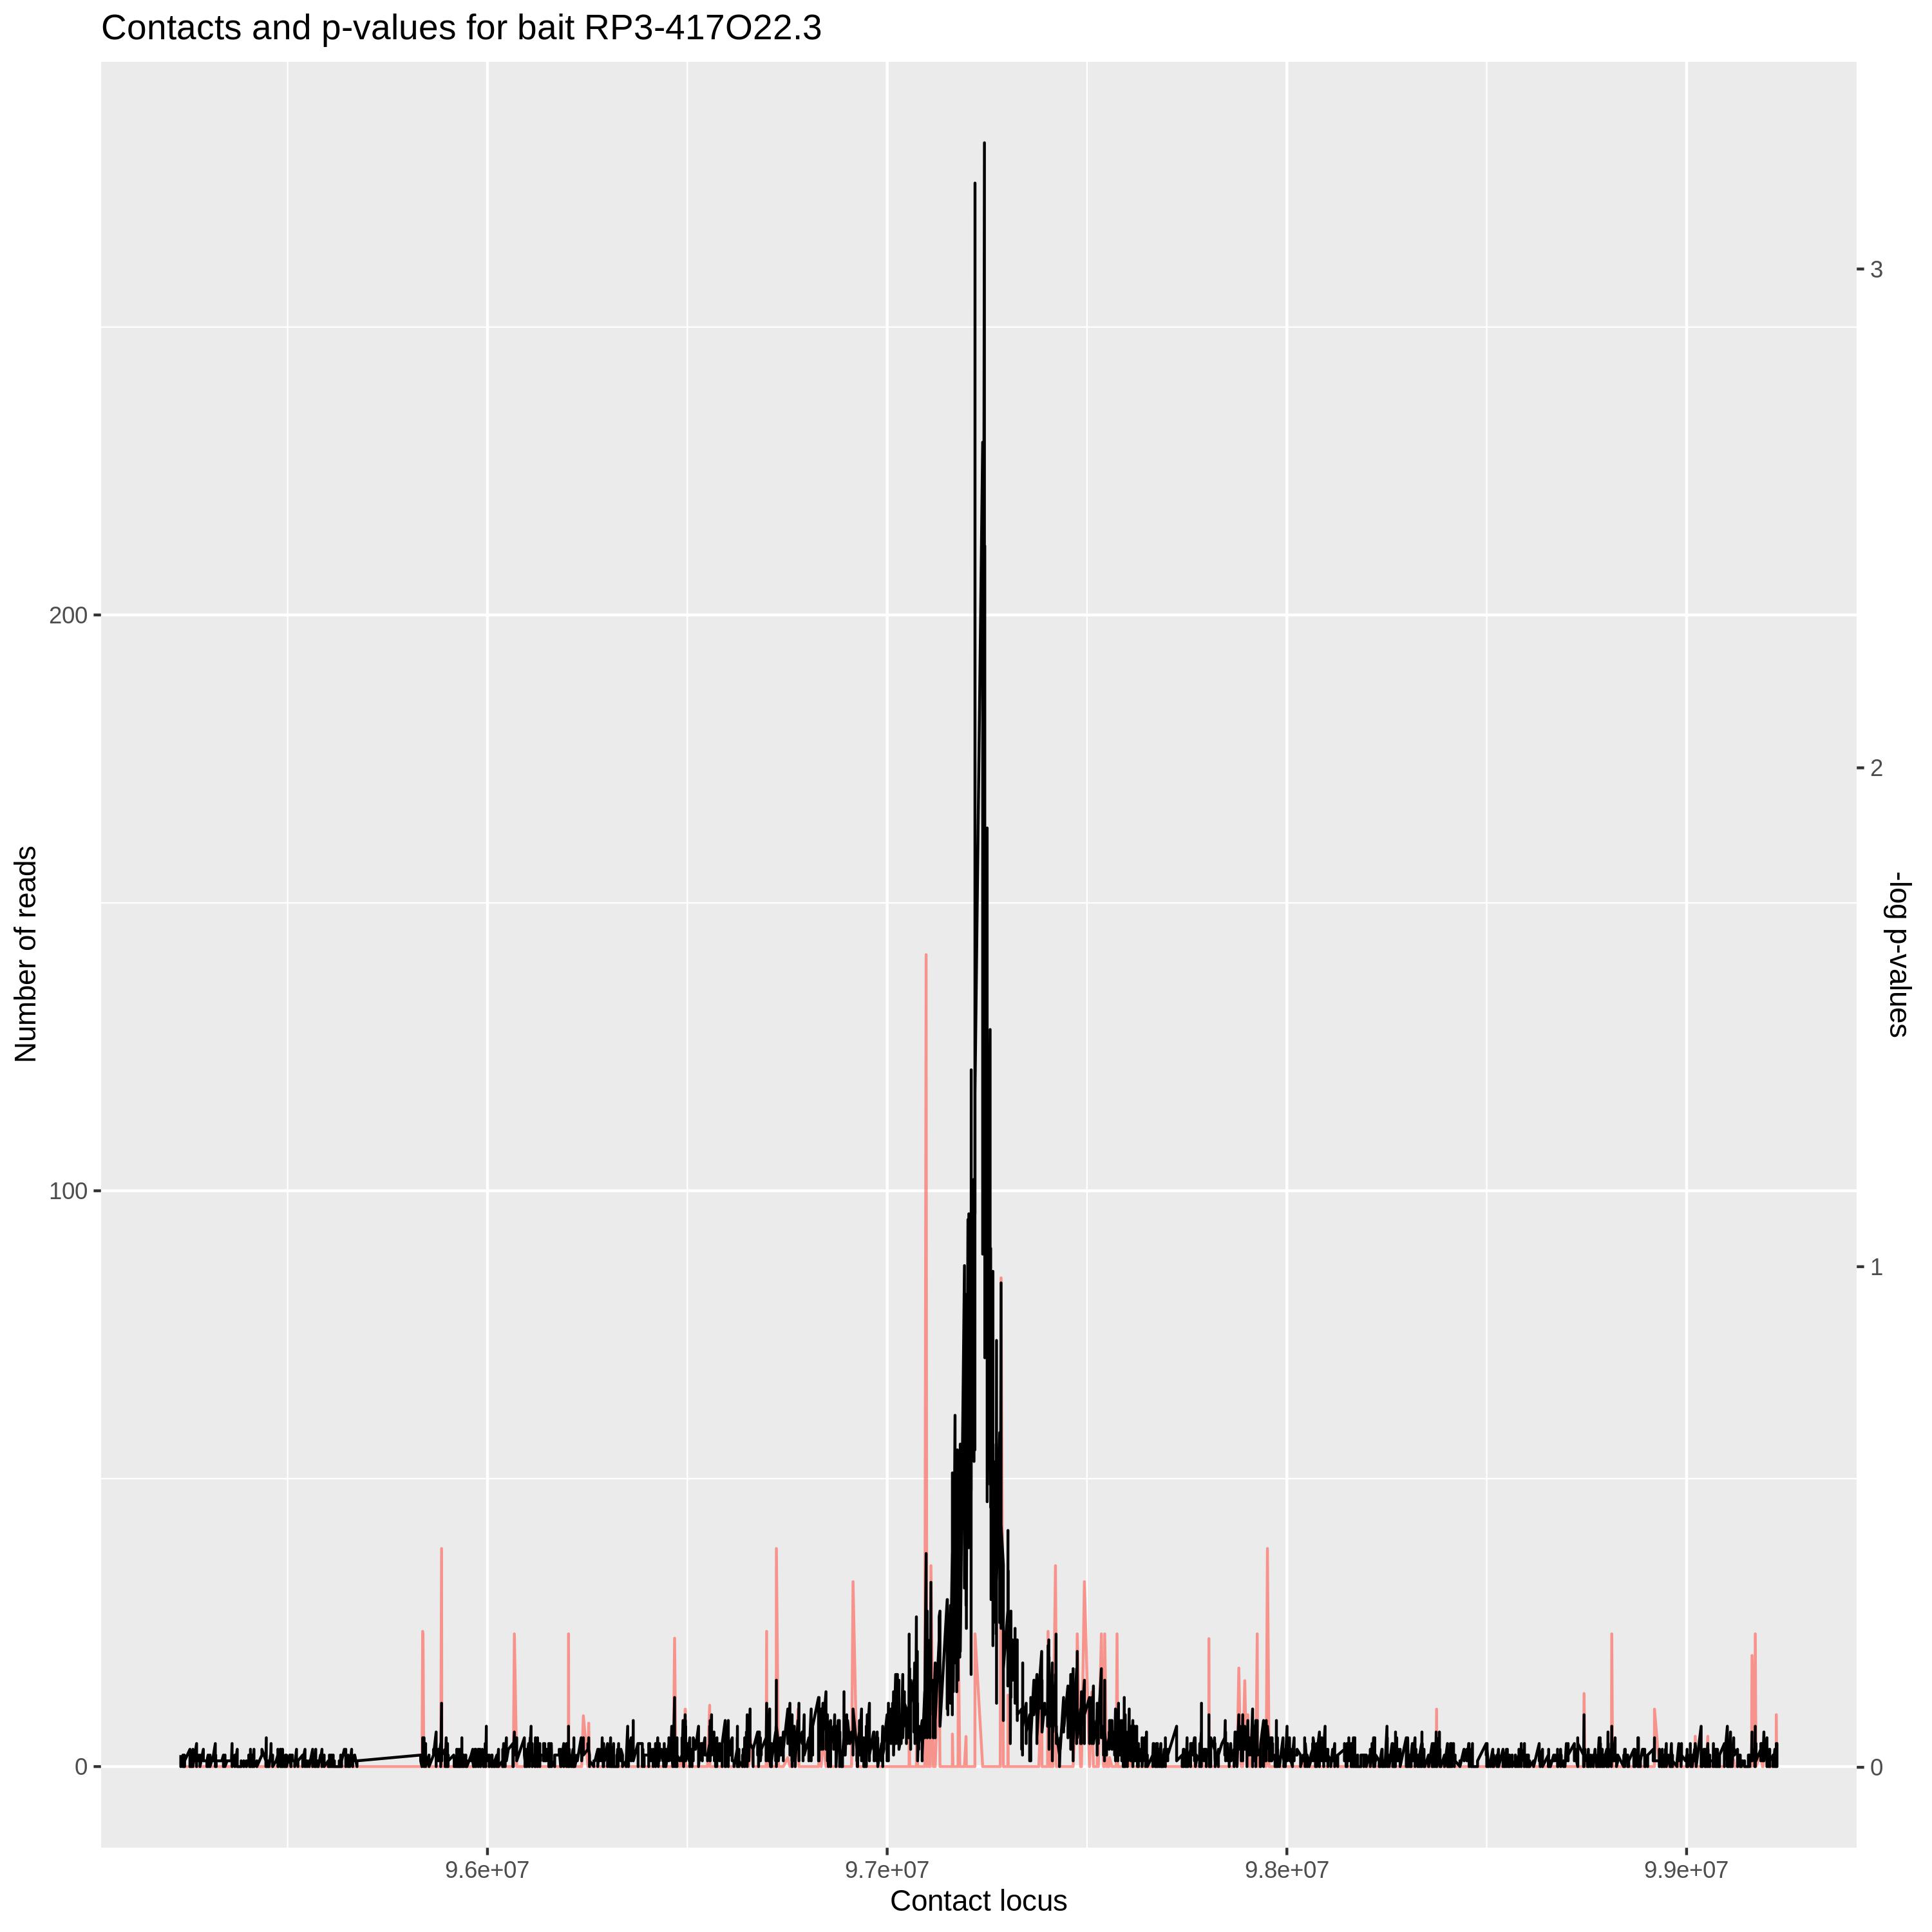 Contacts and p-values for bait RP3-417O22.3
Number of reads
200
100
0
3
2
1
0
-log p-values
9.6e+07
9.7e+07
9.8e+07
9.9e+07
Contact locus